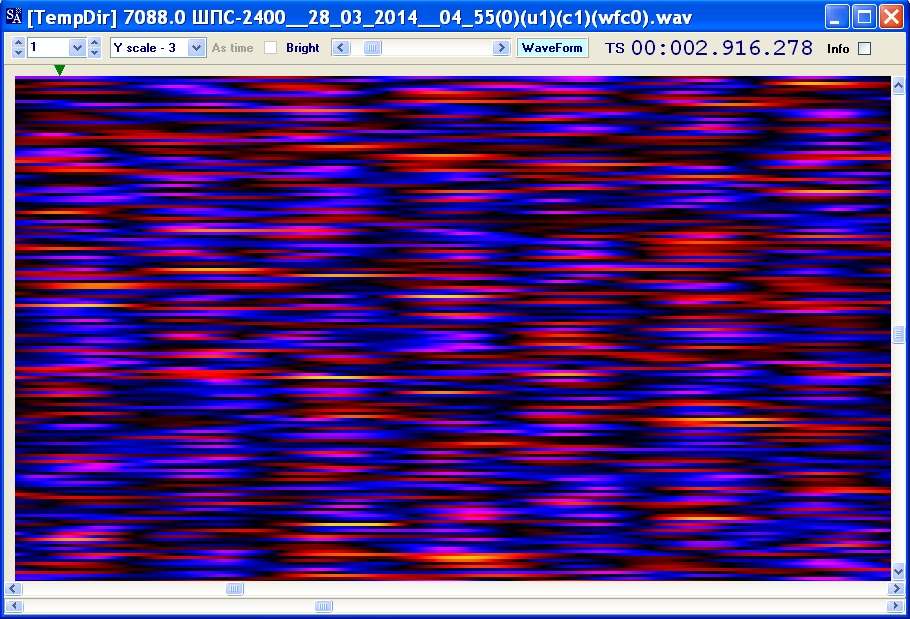 SA [TempDir] 7088.0 ШПС-2400__28_03_2014__04_55(0)(u1)(c1)(wfc0).wav
1 Y scale - 3 As time Bright WaveForm TS 00:002.916.278 Info